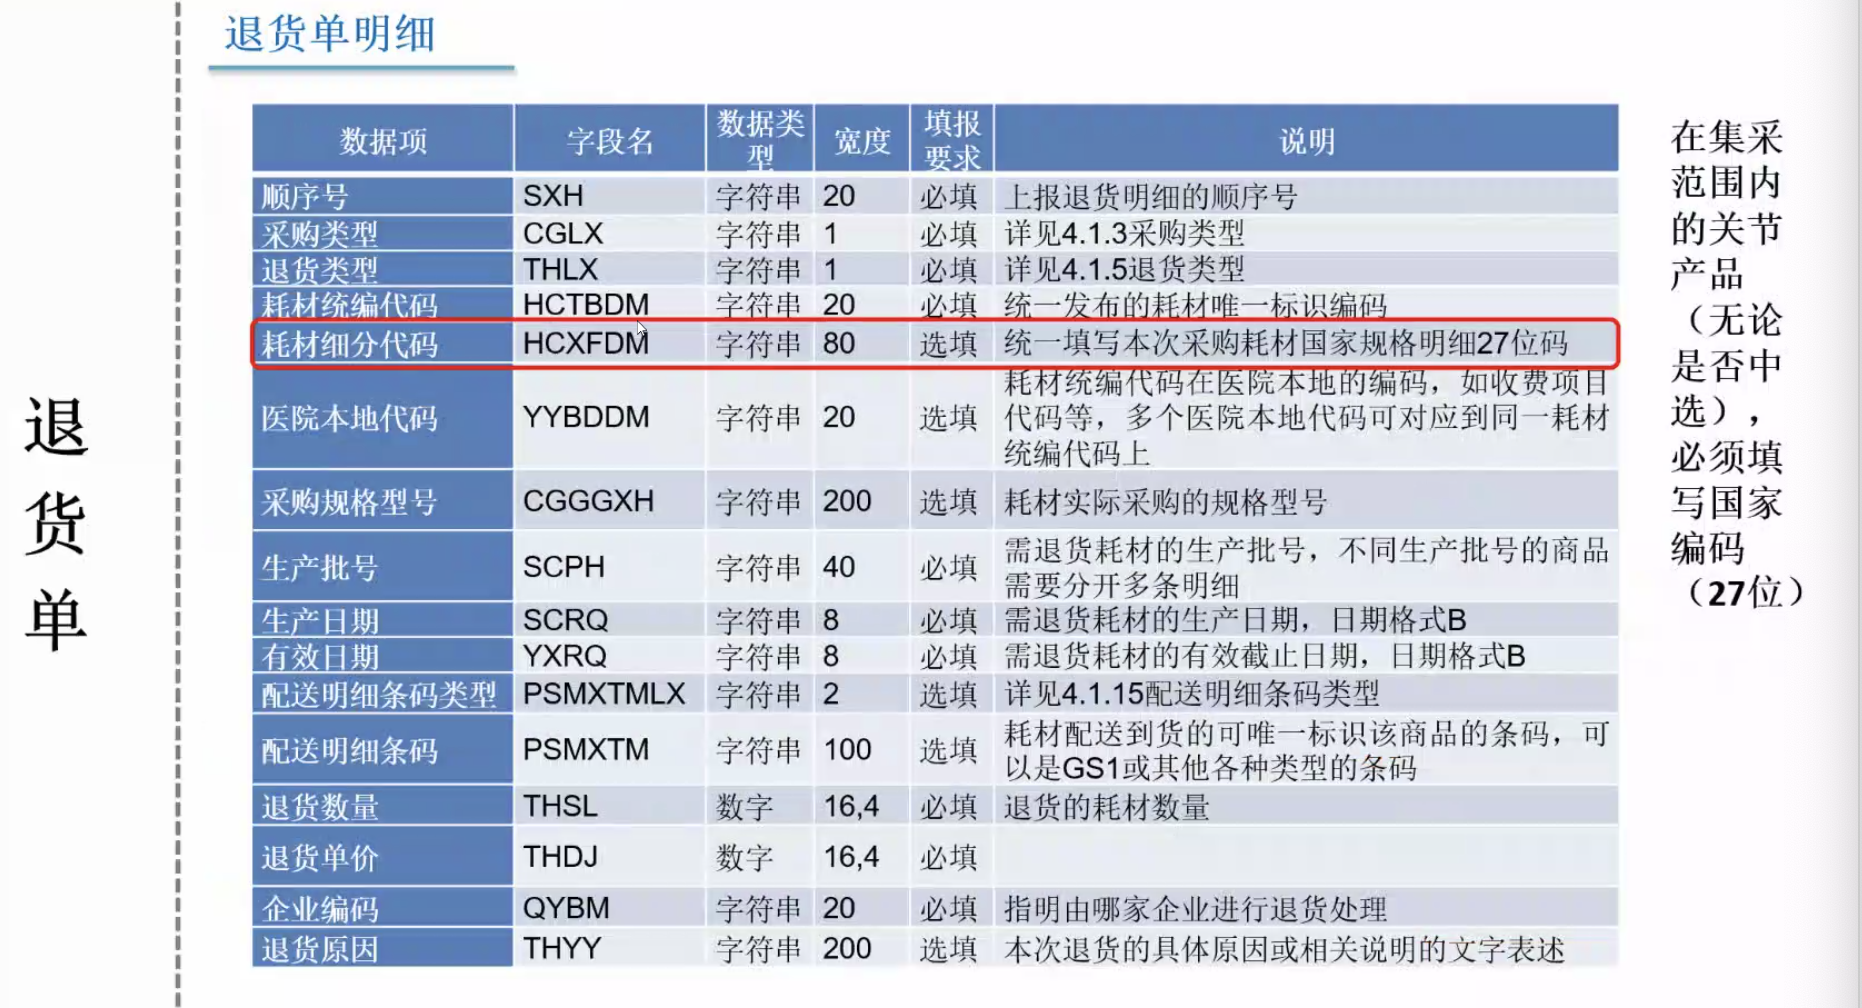 退货单明细
退货单
数据项 字段名 数据类型 宽度 填报要求 说明
顺序号 SXH 字符串 20 必填 上报退货明细的顺序号
采购类型 CGLX 字符串 1 必填 详见4.1.3采购类型
退货类型 THLX 字符串 1 必填 详见4.1.5退货类型
耗材统编代码 HCTBDM 字符串 20 必填 统一发布的耗材唯一标识编码
耗材细分代码 HCXFDM 字符串 80 选填 统一填写本次采购耗材国家规格明细27位码
医院本地代码 YYBDDM 字符串 20 选填 耗材统编代码在医院本地的编码，如收费项目
代码等，多个医院本地代码可对应到同一耗材
统编代码上
采购规格型号 CGGGXH 字符串 200 选填 耗材实际采购的规格型号
生产批号 SCPH 字符串 40 必填 需退货耗材的生产批号，不同生产批号的商品
需要分开多条明细
生产日期 SCRQ 字符串 8 必填 需退货耗材的生产日期，日期格式B
有效日期 YXRQ 字符串 8 必填 需退货耗材的有效截止日期，日期格式B
配送明细条码类型 PSMXTMLX 字符串 2 选填 详见4.1.15配送明细条码类型
配送明细条码 PSMXTM 字符串 100 选填 耗材配送到货的可唯一标识该商品的条码，可
以是GS1或其他各种类型的条码
退货数量 THSL 数字 16,4 必填 退货的耗材数量
退货单价 THDJ 数字 16,4 必填
企业编码 QYBM 字符串 20 必填 指明由哪家企业进行退货处理
退货原因 THYY 字符串 200 选填 本次退货的具体原因或相关说明的文字表述
在集采
范围内
的关节
产品
（无论
是否中
选），
必须填
写国家
编码
（27位）